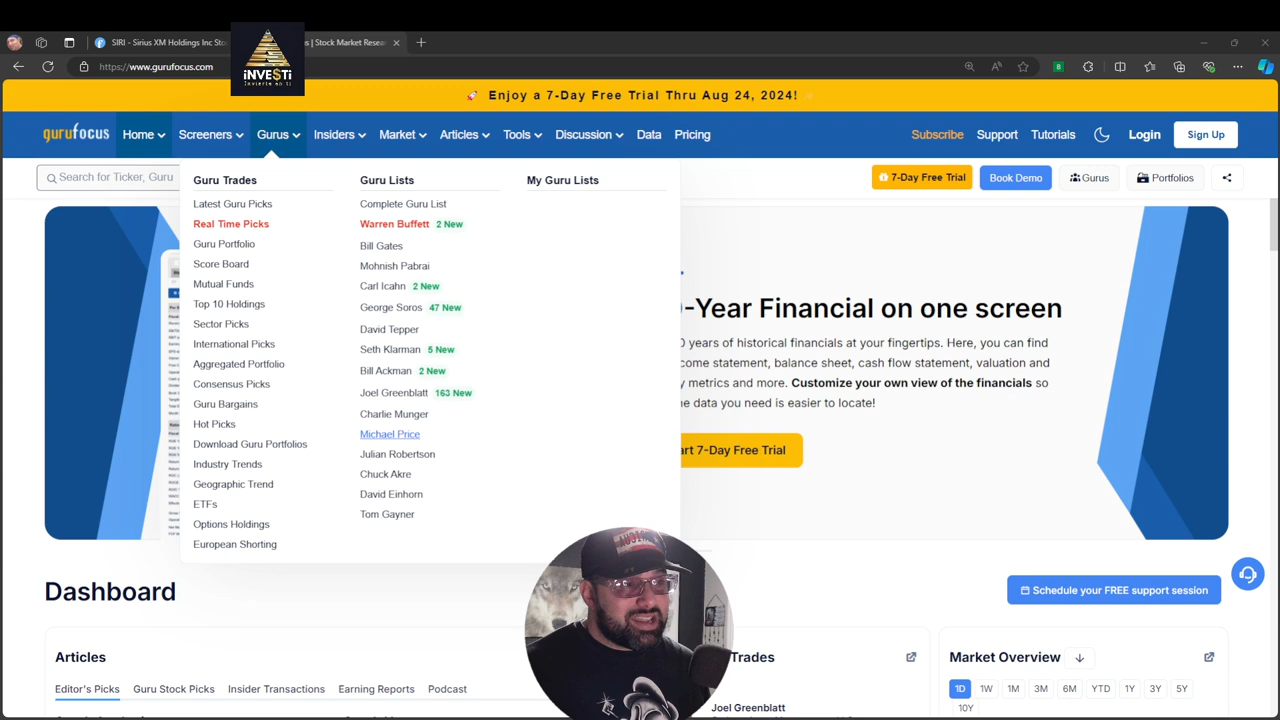 SIRI - Sirius XM Holdings Inc Sto
| Stock Market Resea
https://www.gurufocus.com
iNVE$Ti
Invierte en ti
Enjoy a 7-Day Free Trial Thru Aug 24, 2024!
gurufocus
Home
Screeners
Gurus
Insiders
Market
Articles
Tools
Discussion
Data
Pricing
Subscribe
Support
Tutorials
Login
Sign Up
Search for Ticker, Guru
7-Day Free Trial
Book Demo
Gurus
Portfolios
Guru Trades
Latest Guru Picks
Real Time Picks
Guru Portfolio
Score Board
Mutual Funds
Top 10 Holdings
Sector Picks
International Picks
Aggregated Portfolio
Consensus Picks
Guru Bargains
Hot Picks
Download Guru Portfolios
Industry Trends
Geographic Trend
ETFs
Options Holdings
European Shorting
Guru Lists
Complete Guru List
Warren Buffett 2 New
Bill Gates
Mohnish Pabrai
Carl Icahn 2 New
George Soros 47 New
David Tepper
Seth Klarman 5 New
Bill Ackman 2 New
Joel Greenblatt 163 New
Charlie Munger
Michael Price
Julian Robertson
Chuck Akre
David Einhorn
Tom Gayner
My Guru Lists
-Year Financial on one screen
0 years of historical financials at your fingertips. Here, you can find
come statement, balance sheet, cash flow statement, valuation and
y metrics and more. Customize your own view of the financials so
e data you need is easier to locate!
art 7-Day Free Trial
Dashboard
Schedule your FREE support session
Articles
Editor's Picks
Guru Stock Picks
Insider Transactions
Earning Reports
Podcast
Trades
Joel Greenblatt
Market Overview
1D
1W
1M
3M
6M
YTD
1Y
3Y
5Y
10Y